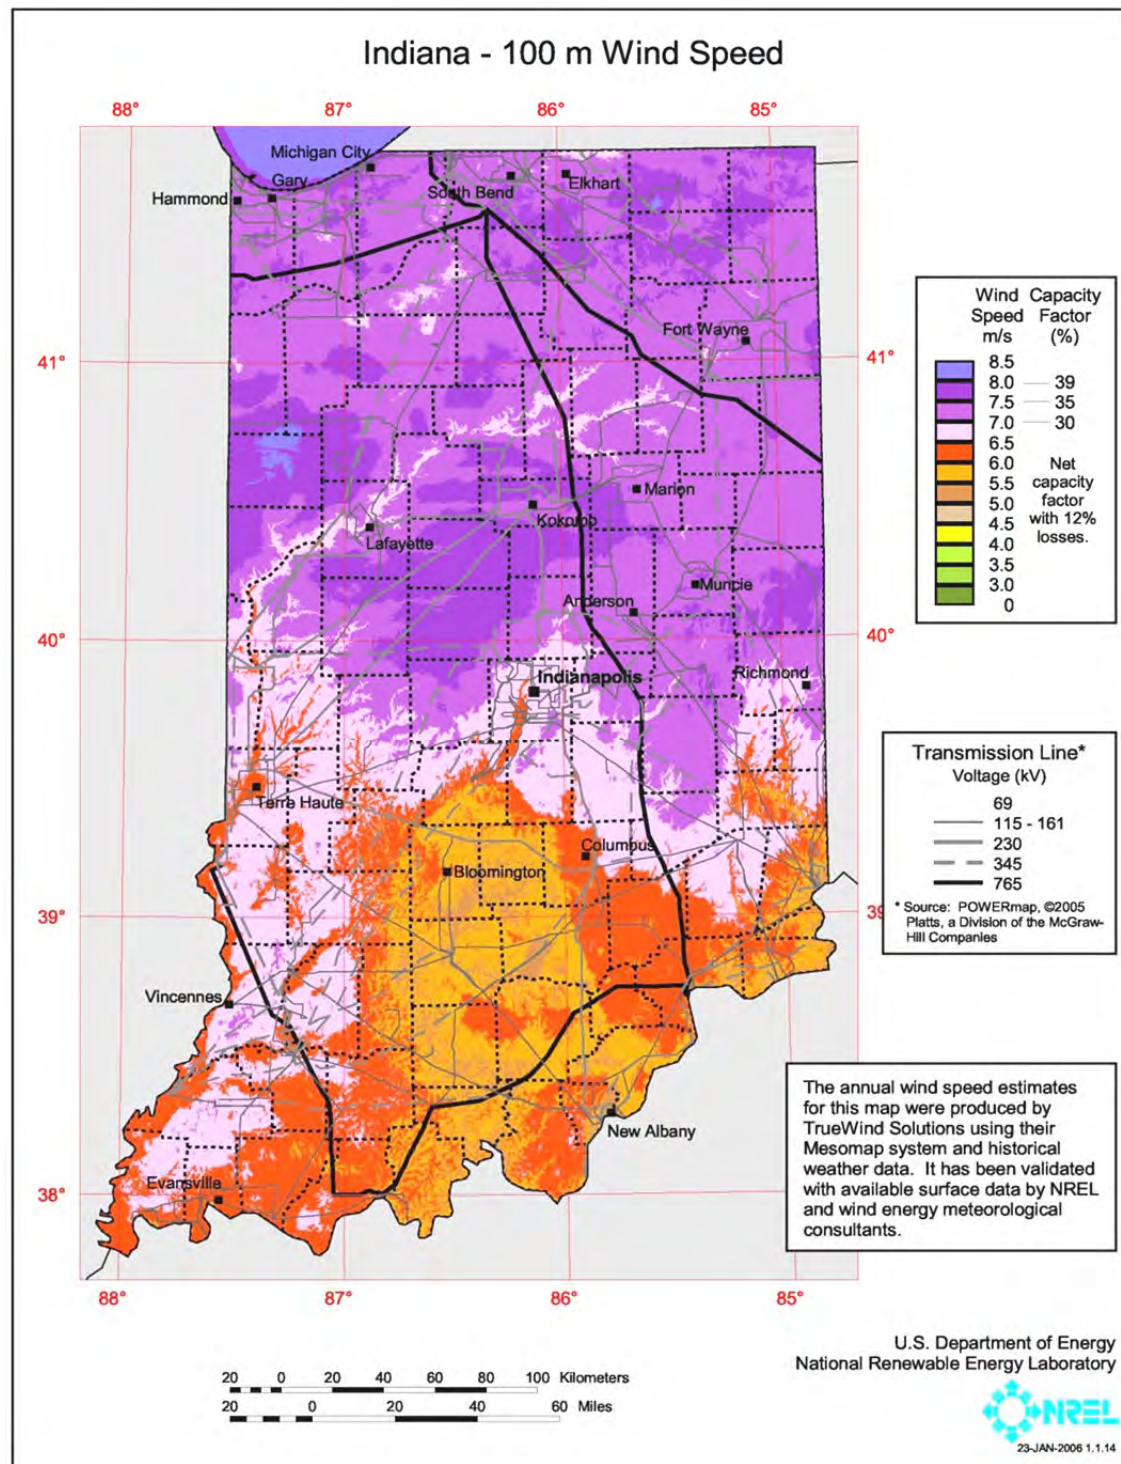 Indiana - 100 m Wind Speed
88° 87° 86° 85°
Michigan City
Gary
South Bend
Elkhart
Hammond
Fort Wayne
41° 41°
Marion
Kokomo
Lafayette
Muncie
Anderson
40° 40°
Richmond
Indianapolis
Terre Haute
Columbus
Bloomington
39° 39
Vincennes
New Albany
Evansville
38° 38°
88° 87° 86° 85°
Wind Capacity
Speed Factor
m/s (%)
8.5
8.0 39
7.5 35
7.0 30
6.5
6.0 Net
5.5 capacity
5.0 factor
4.5 with 12%
4.0 losses.
3.5
3.0
0
Transmission Line*
Voltage (kV)
69
115 - 161
230
345
765
* Source: POWERmap, ©2005
Platts, a Division of the McGraw-
Hill Companies
The annual wind speed estimates
for this map were produced by
TrueWind Solutions using their
Mesomap system and historical
weather data. It has been validated
with available surface data by NREL
and wind energy meteorological
consultants.
U.S. Department of Energy
National Renewable Energy Laboratory
20 0 20 40 60 80 100 Kilometers
20 0 20 40 60 Miles
NREL
23-JAN-2006 1.1.14